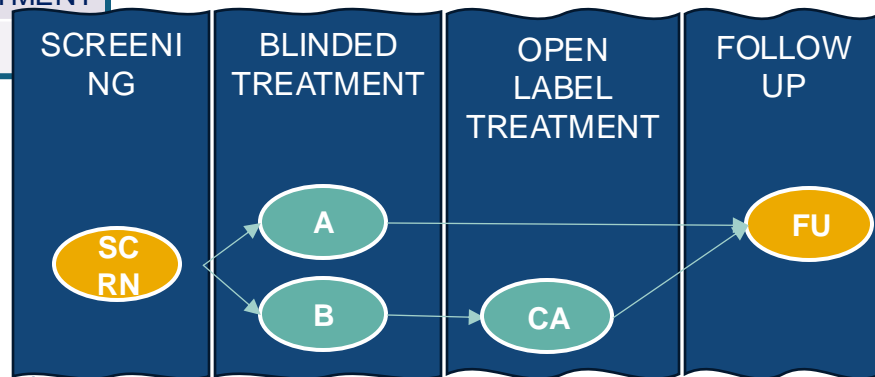 SCREENI
NG
BLINDED
TREATMENT
OPEN
LABEL
TREATMENT
FOLLOW
UP
SC
RN
A
B
CA
FU